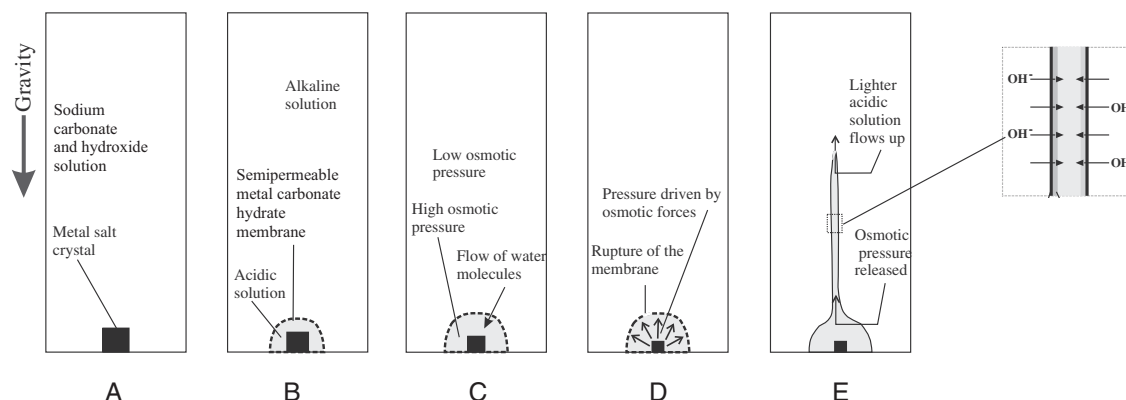 Gravity
Sodium
carbonate
and hydroxide
solution
Metal salt
crystal
A
Alkaline
solution
Semipermeable
metal carbonate
hydrate
membrane
Acidic
solution
B
Low osmotic
pressure
High osmotic
pressure
Flow of water
molecules
C
Pressure driven by
osmotic forces
Rupture of the
membrane
D
Lighter
acidic
solution
flows up
Osmotic
pressure
released
E
OH-
OH-